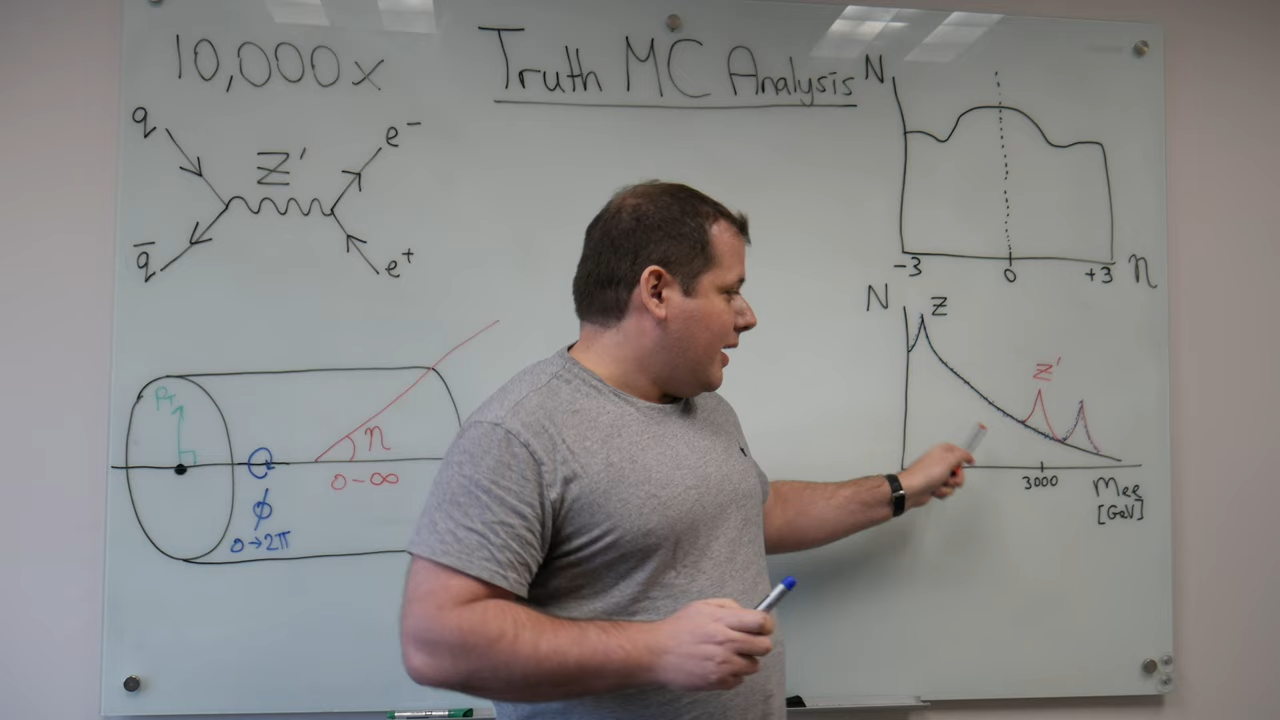 10,000x
Truth MC Analysis
q
Z'
e⁻
q̅
e⁺
N
-3
0
+3
η
N
Z
Z'
3000
Mee
[GeV]
PT
η
0-∞
φ
0→2π